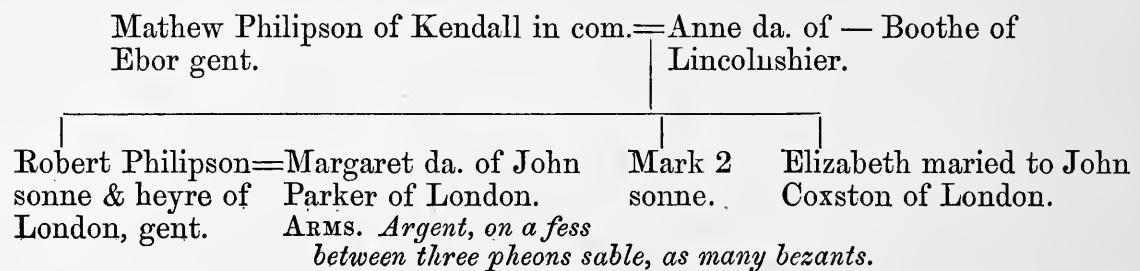 Mathew Philipson of Kendall in com.=Anne da. of — Boothe of
Ebor gent. Lincolnshier.
Robert Philipson=Margaret da. of John Mark 2 Elizabeth maried to John
sonne & heyre of Parker of London. sonne. Coxston of London.
London, gent. ARMS. Argent, on a fess
between three pheons sable, as many bezants.